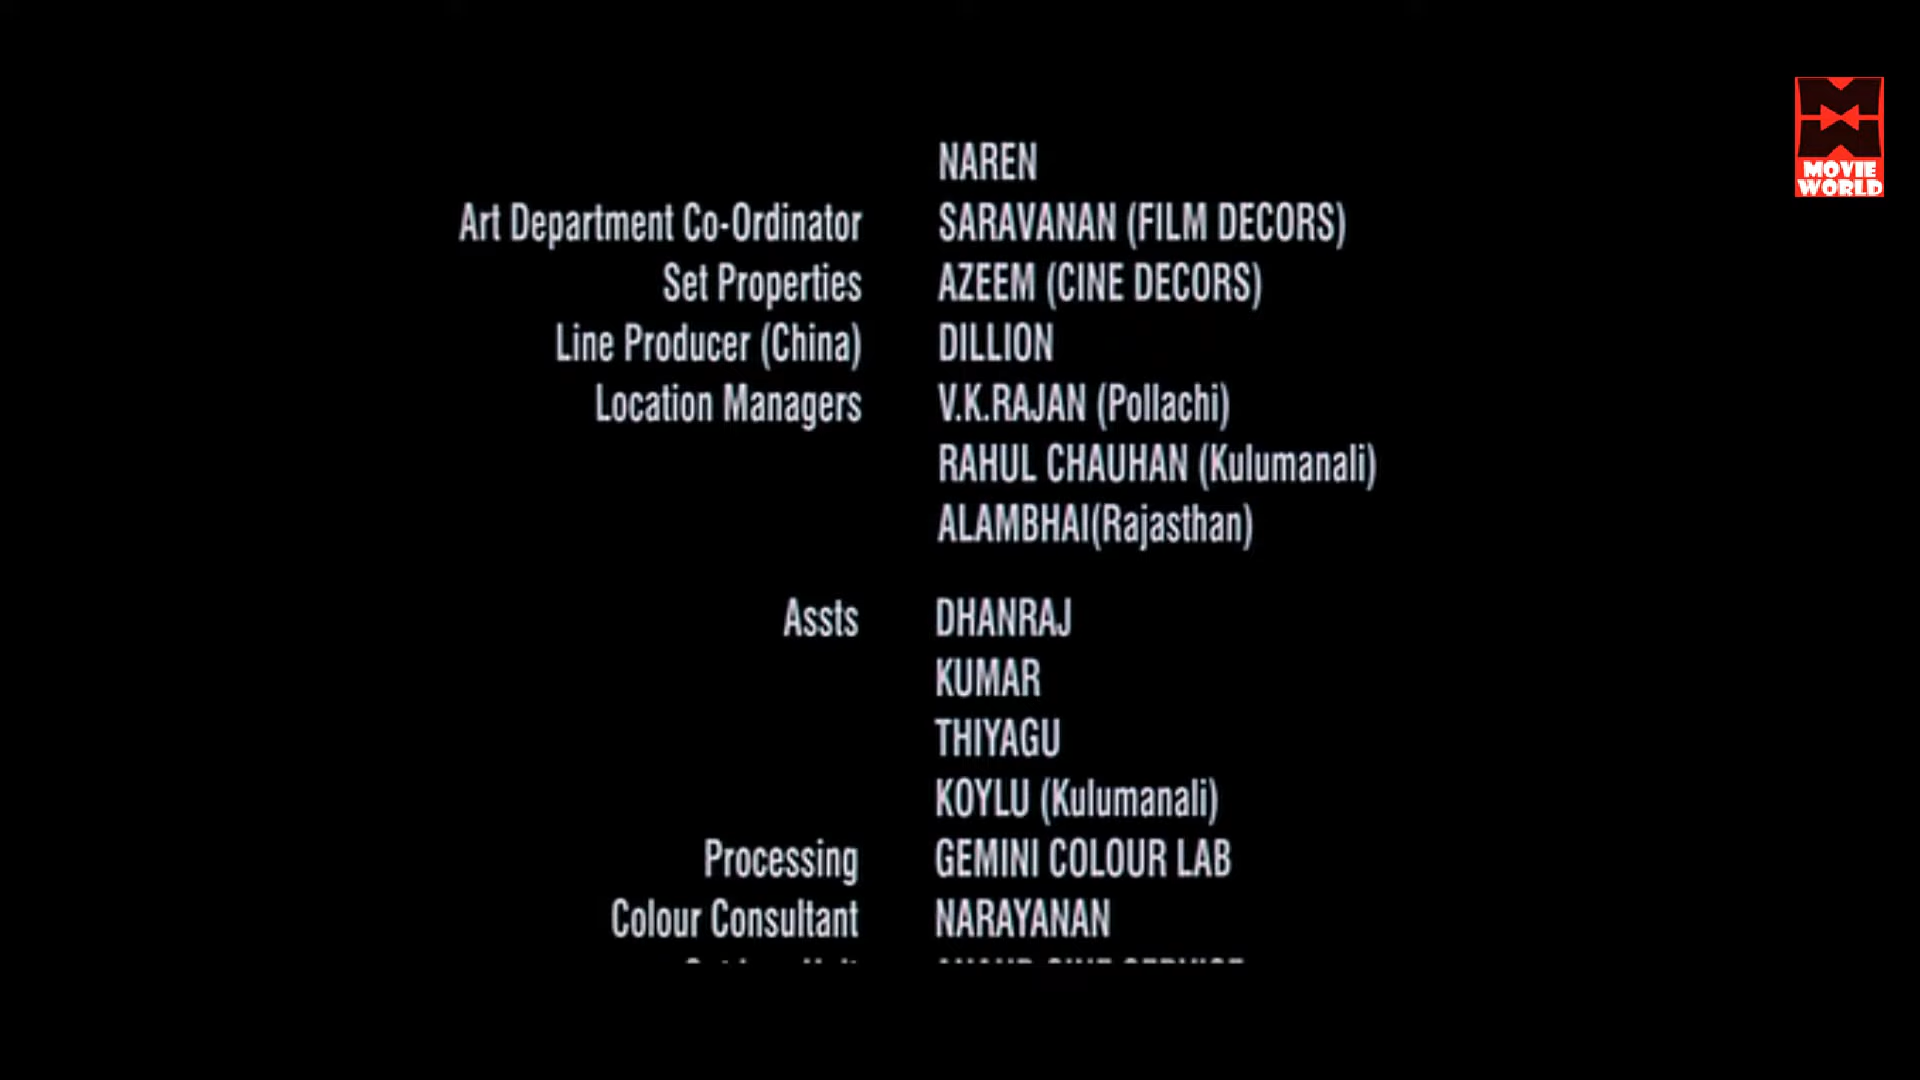 NAREN
Art Department Co-Ordinator SARAVANAN (FILM DECORS)
Set Properties AZEEM (CINE DECORS)
Line Producer (China) DILLION
Location Managers V.K.RAJAN (Pollachi)
RAHUL CHAUHAN (Kulumanali)
ALAMBHAI(Rajasthan)
Assts DHANRAJ
KUMAR
THIYAGU
KOYLU (Kulumanali)
Processing GEMINI COLOUR LAB
Colour Consultant NARAYANAN
MOVIE
WORLD